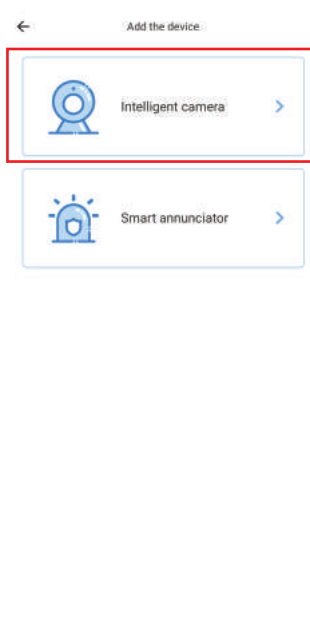 Add the device
Intelligent camera
Smart annunciator